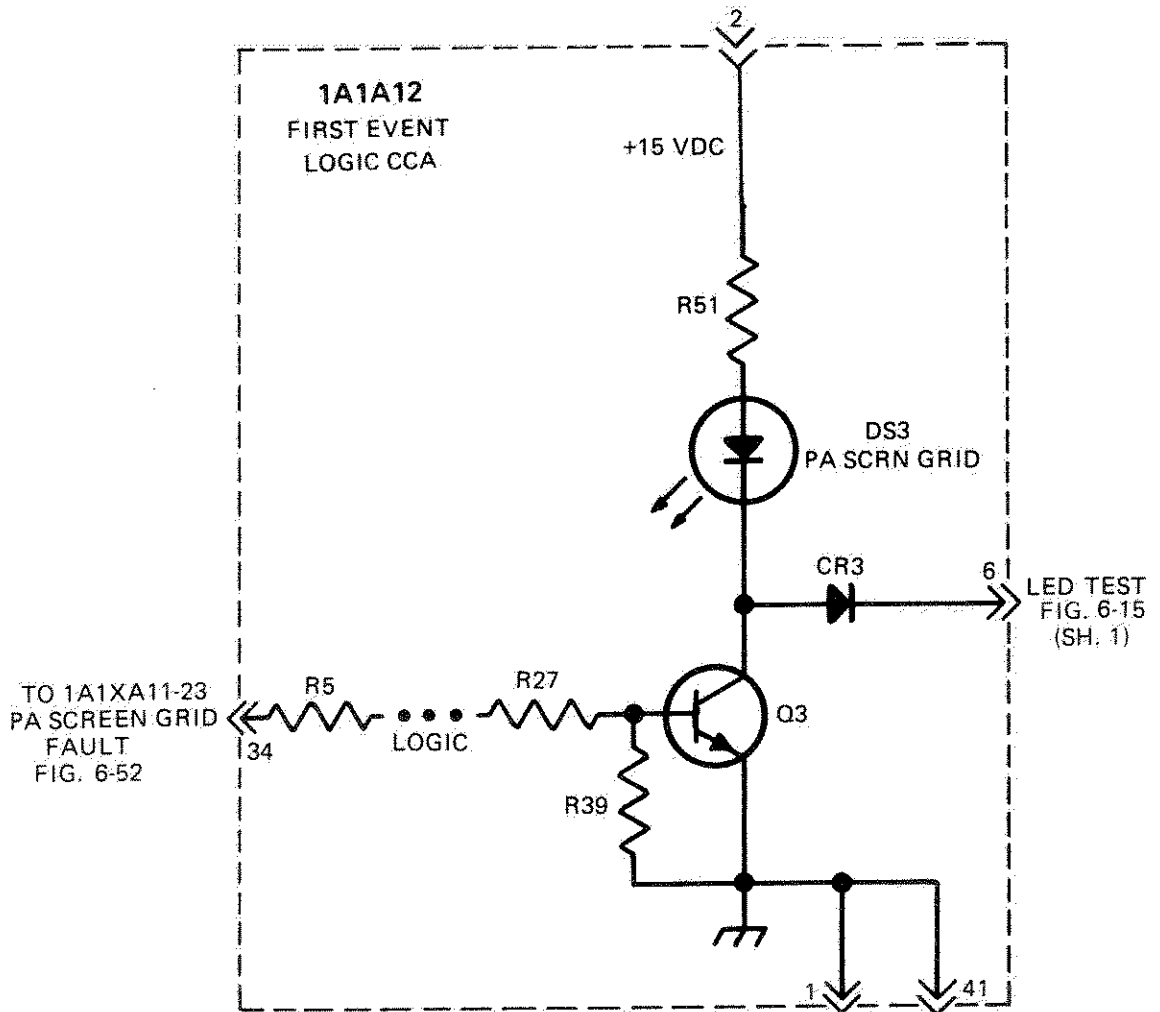 2
1A1A12
FIRST EVENT
LOGIC CCA
+15 VDC
R51
DS3
PA SCRN GRID
CR3
6
LED TEST
FIG. 6-15
(SH. 1)
TO 1A1XA11-23
PA SCREEN GRID
FAULT
FIG. 6-52
34
R5
LOGIC
R27
Q3
R39
1
41